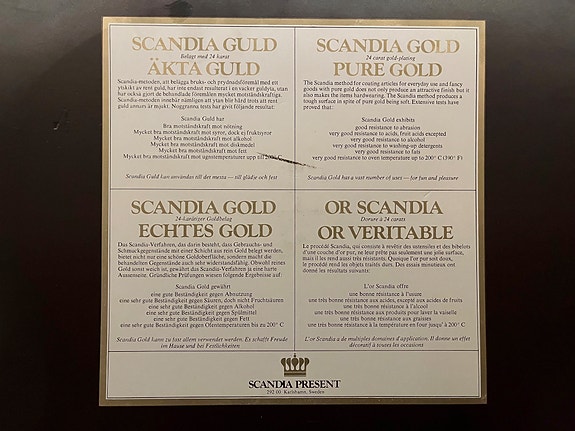 SCANDIA GULD
Belagt med 24 karat
ÄKTA GULD
Scandia-metoden, att belägga bruks- och prydnadsföremål med ett
ytskikt av rent guld, har inte endast resulterat i en vacker guldyta, utan
har också gjort de behandlade föremålen mycket motståndskraftiga.
Scandia-metoden innebär nämligen att ytan blir hård trots att rent
guld annars är mjukt. Noggranna tests har givit följande resultat:
Scandia Guld har
Bra motståndskraft mot nötning
Mycket bra motståndskraft mot syror, dock ej fruktsyror
Mycket bra motståndskraft mot alkohol
Mycket bra motståndskraft mot diskmedel
Mycket bra motståndskraft mot fett
Mycket bra motståndskraft mot ugnstemperaturer upp till 200° C
Scandia Guld kan användas till det mesta — till glädje och fest
SCANDIA GOLD
24 carat gold-plating
PURE GOLD
The Scandia method for coating articles for everyday use and fancy
goods with pure gold does not only produce an attractive finish but it
also makes the items hardwearing. The Scandia method produces a
tough surface in spite of pure gold being soft. Extensive tests have
proved that:
Scandia Gold exhibits
good resistance to abrasion
very good resistance to acids, fruit acids excepted
very good resistance to alcohol
very good resistance to washing-up detergents
very good resistance to fats
very good resistance to oven temperature up to 200° C (390° F)
Scandia Gold has a vast number of uses — for fun and pleasure
SCANDIA GOLD
24-karätiger Goldbelag
ECHTES GOLD
Das Scandia-Verfahren, das darin besteht, dass Gebrauchs- und
Schmuckgegenstände mit einer Schicht aus rein Gold belegt werden,
bietet nicht nur eine schöne Goldoberfläche, sondern macht die
behandelten Gegenstände auch sehr widerstandsfähig. Obwohl reines
Gold sonst weich ist, gewährt das Scandia-Verfahren ja eine harte
Aussenseite. Gründliche Prüfungen wiesen folgende Ergebnisse auf:
Scandia Gold gewährt
eine gute Beständigkeit gegen Abnutzung
eine sehr gute Beständigkeit gegen Säuren, doch nicht Fruchtsäuren
eine sehr gute Beständigkeit gegen Alkohol
eine sehr gute Beständigkeit gegen Spülmittel
eine sehr gute Beständigkeit gegen Fett
eine sehr gute Beständigkeit gegen Ofentemperaturen bis zu 200° C
Scandia Gold kann zu fast allem verwendet werden. Es schafft Freude
im Hause und bei Festlichkeiten.
OR SCANDIA
Dorure à 24 carats
OR VERITABLE
Le procédé Scandia, qui consiste à revêtir des ustensiles et des bibelots
d'une couche d'or pur, ne leur prête pas seulement une jolie surface,
mais il les rend aussi très résistants. Quoique l'or pur soit doux,
le procédé rend les objets traités durs. Des essais minutieux ont
donné les résultats suivants:
L'or Scandia offre
une bonne résistance à l'usure
une très bonne résistance aux acides, excepté aux acides de fruits
une très bonne résistance à l'alcool
une très bonne résistance aux produits pour laver la vaiselle
une très bonne résistance aux graisses
une très bonne résistance à la température en four jusqu'à 200° C
L'or Scandia a de multiples domaines d'application. Il donne un effet
décoratif à toutes les occasions
SCANDIA PRESENT
292 00 Karlshamn, Sweden